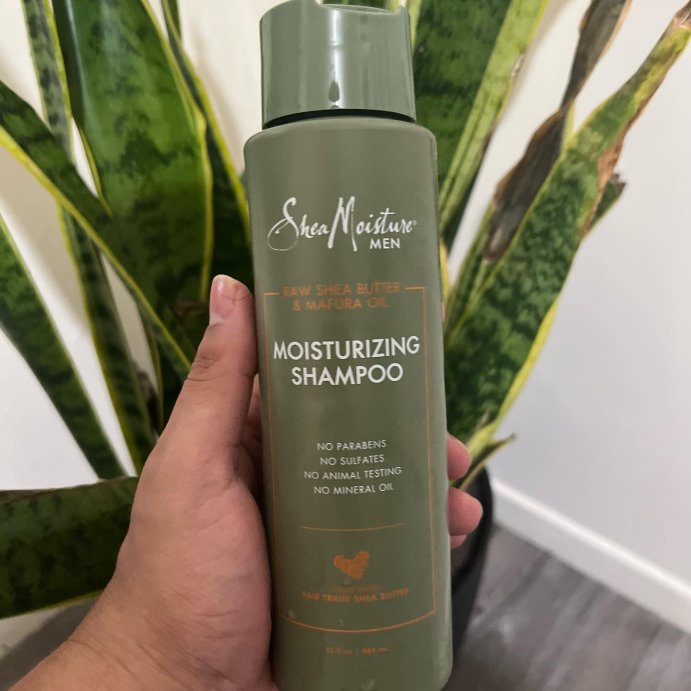 SheaMoisture®
MEN
RAW SHEA BUTTER
& MAFURA OIL
MOISTURIZING
SHAMPOO
NO PARABENS
NO SULFATES
NO ANIMAL TESTING
NO MINERAL OIL
FAIR TRADE SHEA BUTTER